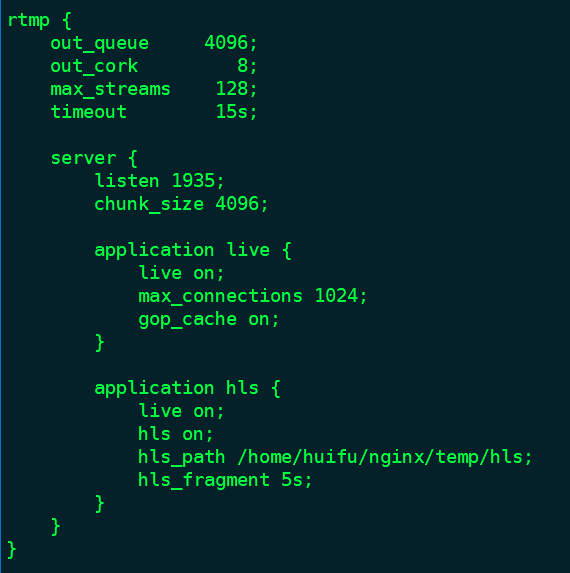 rtmp {
    out_queue     4096;
    out_cork         8;
    max_streams    128;
    timeout        15s;

    server {
        listen 1935;
        chunk_size 4096;

        application live {
            live on;
            max_connections 1024;
            gop_cache on;
        }

        application hls {
            live on;
            hls on;
            hls_path /home/huifu/nginx/temp/hls;
            hls_fragment 5s;
        }
    }
}